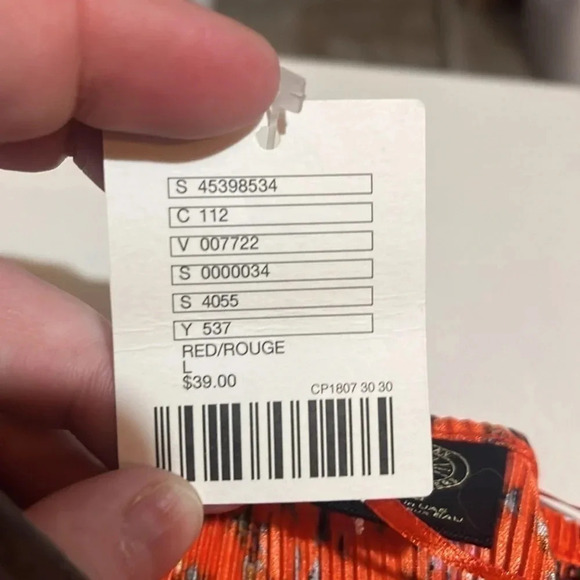 S 45398534
C 112
V 007722
S 0000034
S 4055
Y 537
RED/ROUGE
L
$39.00
CP1807 30 30